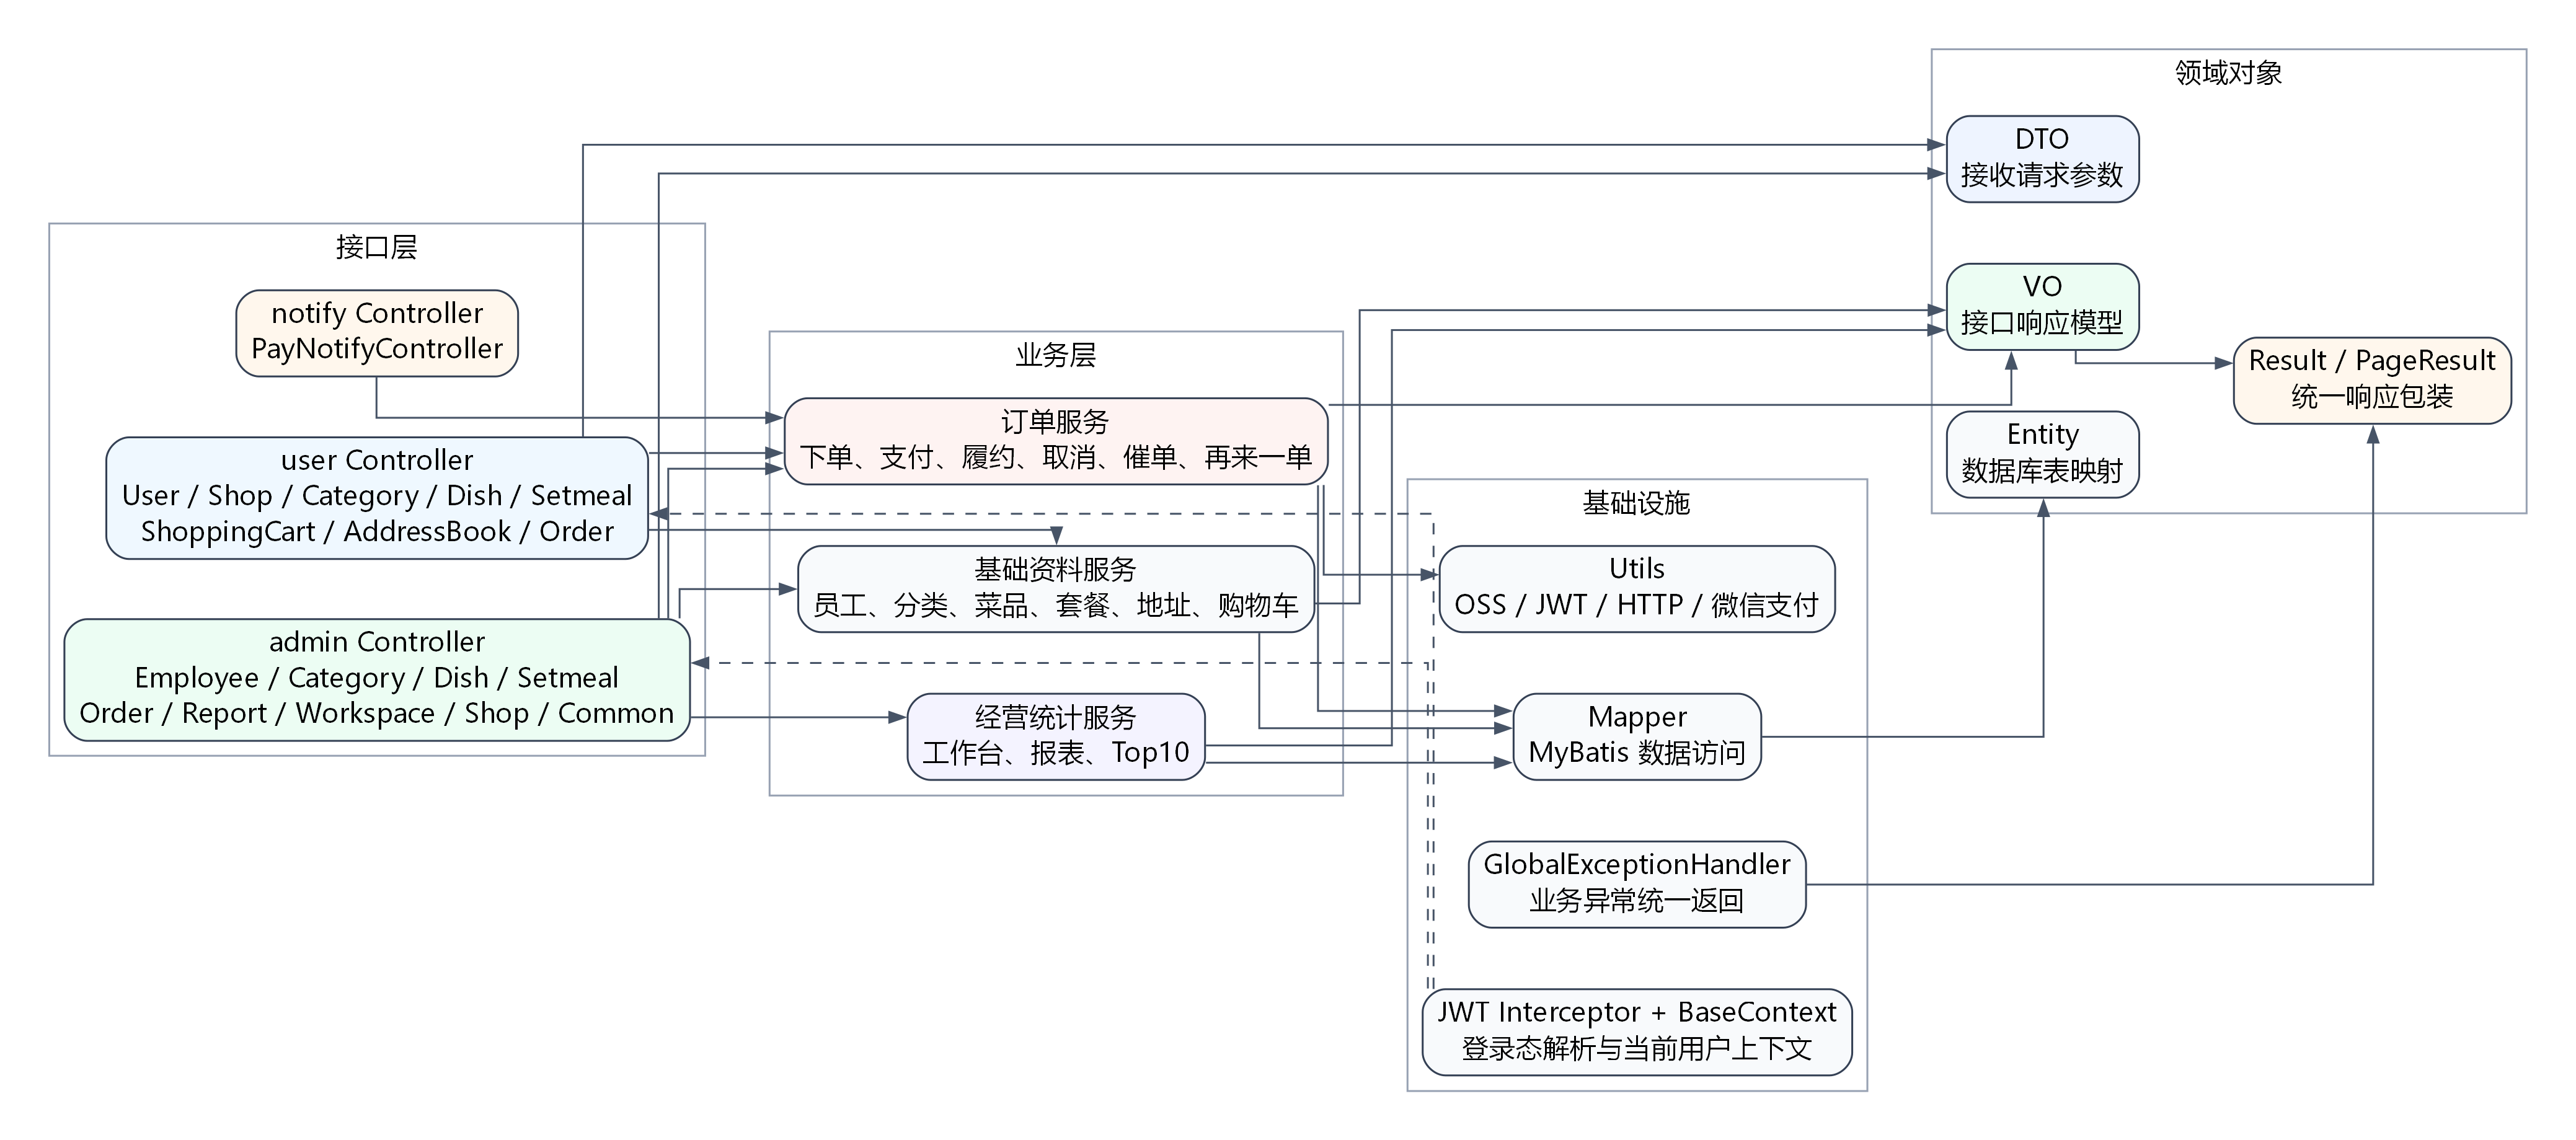 接口层
notify Controller
PayNotifyController
user Controller
User / Shop / Category / Dish / Setmeal
ShoppingCart / AddressBook / Order
admin Controller
Employee / Category / Dish / Setmeal
Order / Report / Workspace / Shop / Common
业务层
订单服务
下单、支付、履约、取消、催单、再来一单
基础资料服务
员工、分类、菜品、套餐、地址、购物车
经营统计服务
工作台、报表、Top10
基础设施
Utils
OSS / JWT / HTTP / 微信支付
Mapper
MyBatis 数据访问
GlobalExceptionHandler
业务异常统一返回
JWT Interceptor + BaseContext
登录态解析与当前用户上下文
领域对象
DTO
接收请求参数
VO
接口响应模型
Entity
数据库表映射
Result / PageResult
统一响应包装